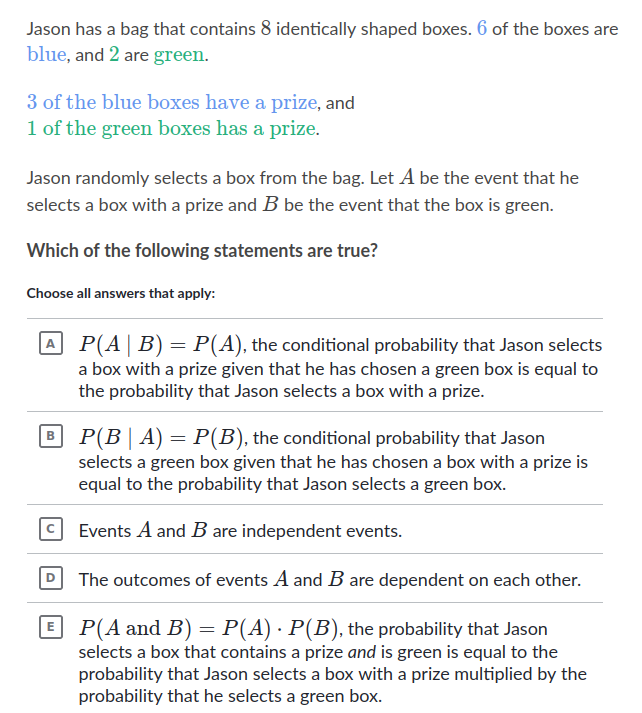 Jason has a bag that contains 8 identically shaped boxes. 6 of the boxes are
blue, and 2 are green.
3 of the blue boxes have a prize, and
1 of the green boxes has a prize.
Jason randomly selects a box from the bag. Let A be the event that he
selects a box with a prize and B be the event that the box is green.
Which of the following statements are true?
Choose all answers that apply:
A P(A | B) = P(A), the conditional probability that Jason selects
a box with a prize given that he has chosen a green box is equal to
the probability that Jason selects a box with a prize.
B P(B | A) = P(B), the conditional probability that Jason
selects a green box given that he has chosen a box with a prize is
equal to the probability that Jason selects a green box.
C Events A and B are independent events.
D The outcomes of events A and B are dependent on each other.
E P(A and B) = P(A) · P(B), the probability that Jason
selects a box that contains a prize and is green is equal to the
probability that Jason selects a box with a prize multiplied by the
probability that he selects a green box.